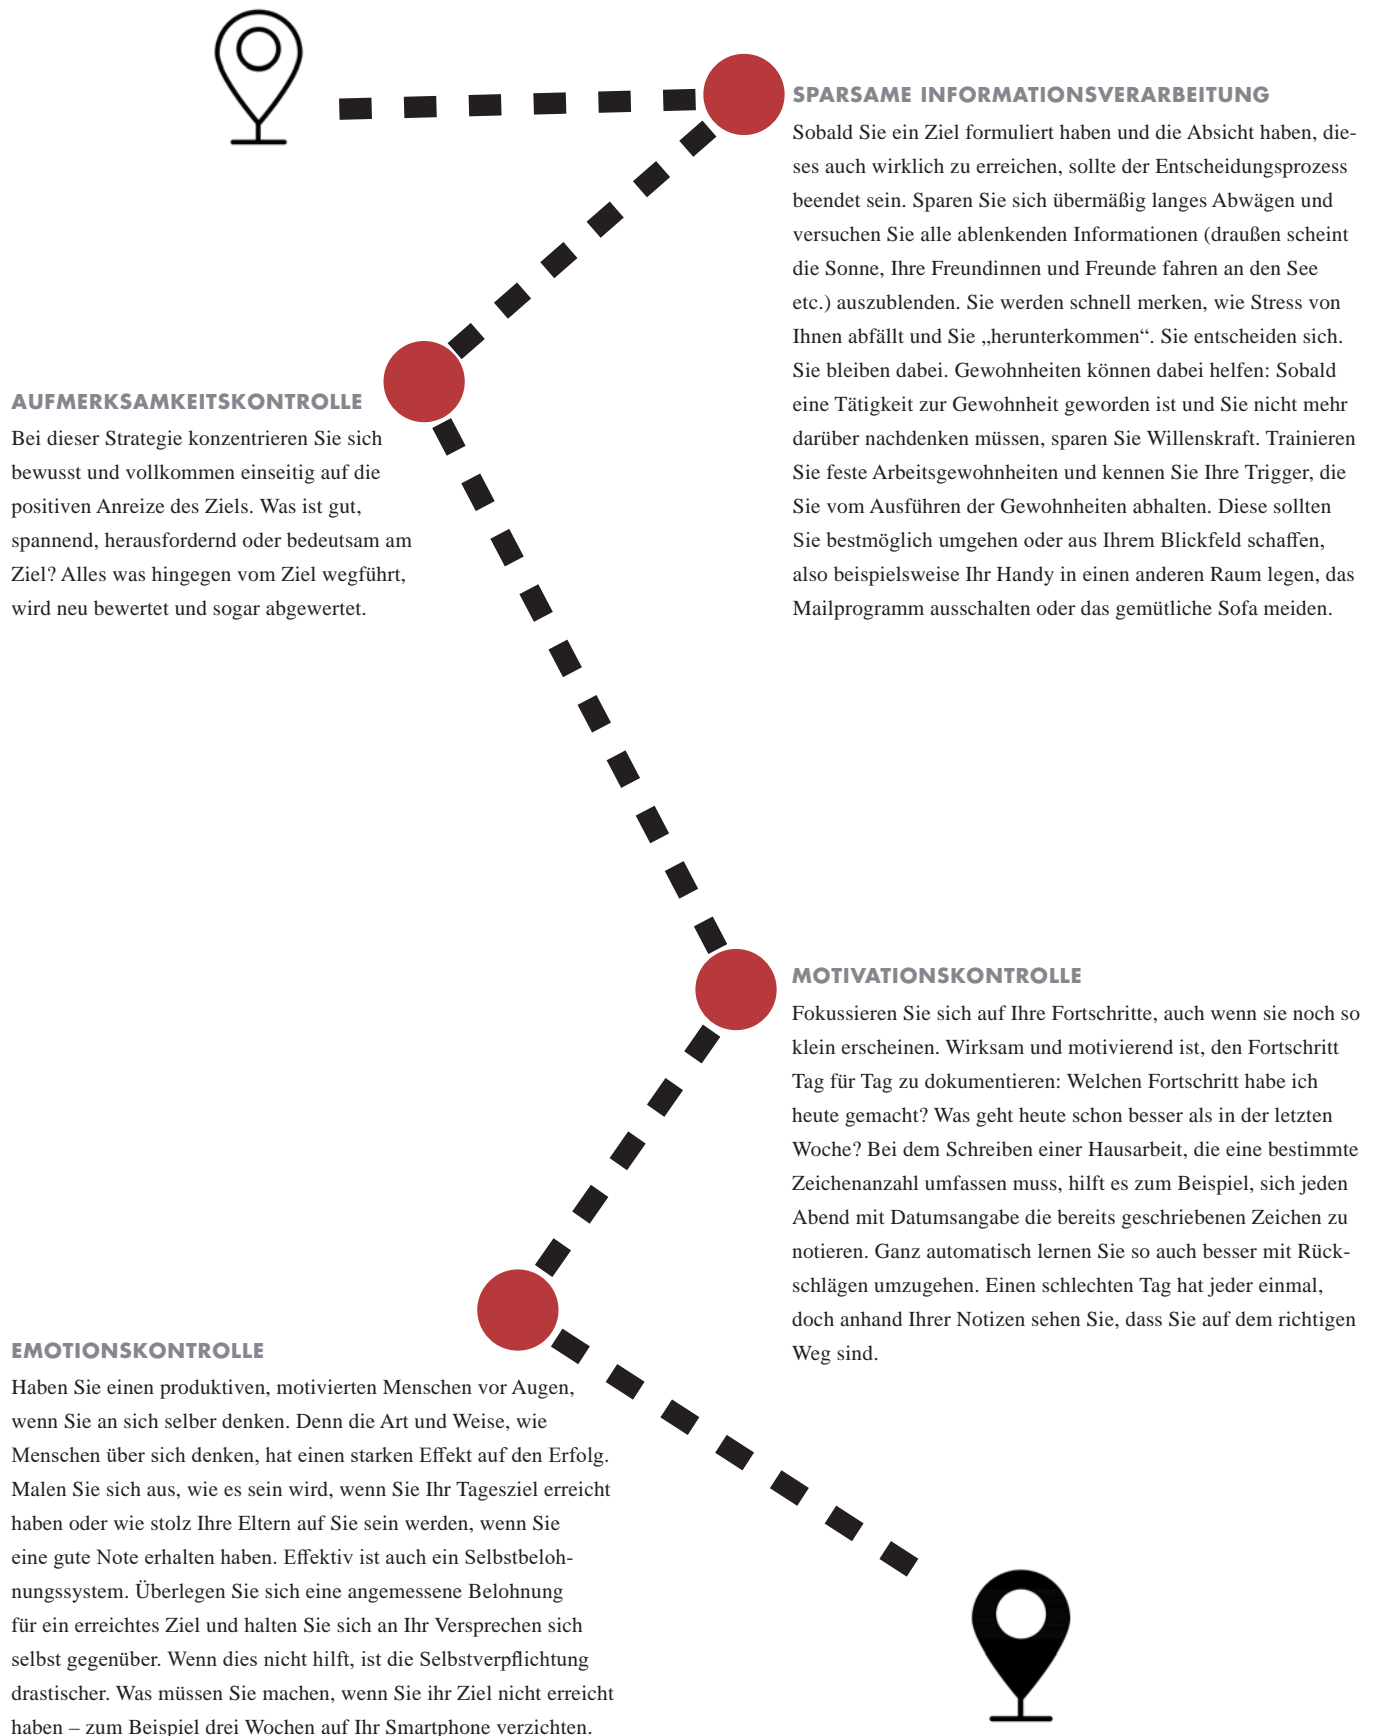 SPARSAME INFORMATIONSVERARBEITUNG
Sobald Sie ein Ziel formuliert haben und die Absicht haben, die-
ses auch wirklich zu erreichen, sollte der Entscheidungsprozess
beendet sein. Sparen Sie sich übermäßig langes Abwägen und
versuchen Sie alle ablenkenden Informationen (draußen scheint
die Sonne, Ihre Freundinnen und Freunde fahren an den See
etc.) auszublenden. Sie werden schnell merken, wie Stress von
Ihnen abfällt und Sie „herunterkommen“. Sie entscheiden sich.
Sie bleiben dabei. Gewohnheiten können dabei helfen: Sobald
eine Tätigkeit zur Gewohnheit geworden ist und Sie nicht mehr
darüber nachdenken müssen, sparen Sie Willenskraft. Trainieren
Sie feste Arbeitsgewohnheiten und kennen Sie Ihre Trigger, die
Sie vom Ausführen der Gewohnheiten abhalten. Diese sollten
Sie bestmöglich umgehen oder aus Ihrem Blickfeld schaffen,
also beispielsweise Ihr Handy in einen anderen Raum legen, das
Mailprogramm ausschalten oder das gemütliche Sofa meiden.
AUFMERKSAMKEITSKONTROLLE
Bei dieser Strategie konzentrieren Sie sich
bewusst und vollkommen einseitig auf die
positiven Anreize des Ziels. Was ist gut,
spannend, herausfordernd oder bedeutsam am
Ziel? Alles was hingegen vom Ziel wegführt,
wird neu bewertet und sogar abgewertet.
MOTIVATIONSKONTROLLE
Fokussieren Sie sich auf Ihre Fortschritte, auch wenn sie noch so
klein erscheinen. Wirksam und motivierend ist, den Fortschritt
Tag für Tag zu dokumentieren: Welchen Fortschritt habe ich
heute gemacht? Was geht heute schon besser als in der letzten
Woche? Bei dem Schreiben einer Hausarbeit, die eine bestimmte
Zeichenanzahl umfassen muss, hilft es zum Beispiel, sich jeden
Abend mit Datumsangabe die bereits geschriebenen Zeichen zu
notieren. Ganz automatisch lernen Sie so auch besser mit Rück-
schlägen umzugehen. Einen schlechten Tag hat jeder einmal,
doch anhand Ihrer Notizen sehen Sie, dass Sie auf dem richtigen
Weg sind.
EMOTIONSKONTROLLE
Haben Sie einen produktiven, motivierten Menschen vor Augen,
wenn Sie an sich selber denken. Denn die Art und Weise, wie
Menschen über sich denken, hat einen starken Effekt auf den Erfolg.
Malen Sie sich aus, wie es sein wird, wenn Sie Ihr Tagesziel erreicht
haben oder wie stolz Ihre Eltern auf Sie sein werden, wenn Sie
eine gute Note erhalten haben. Effektiv ist auch ein Selbstbeloh-
nungssystem. Überlegen Sie sich eine angemessene Belohnung
für ein erreichtes Ziel und halten Sie sich an Ihr Versprechen sich
selbst gegenüber. Wenn dies nicht hilft, ist die Selbstverpflichtung
drastischer. Was müssen Sie machen, wenn Sie ihr Ziel nicht erreicht
haben – zum Beispiel drei Wochen auf Ihr Smartphone verzichten.